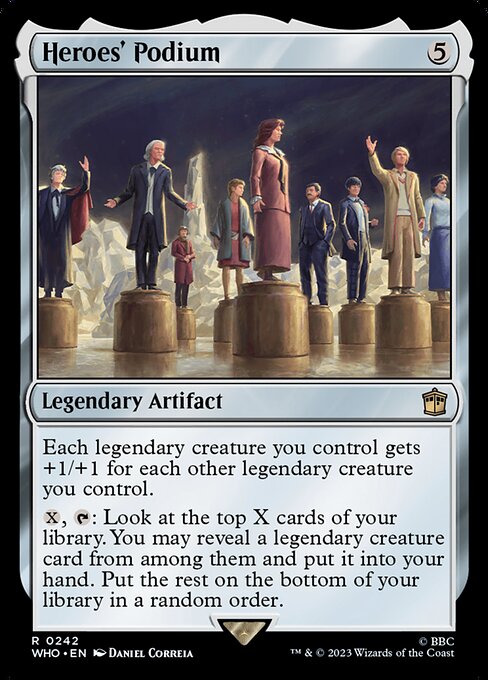 Heroes' Podium 5
Legendary Artifact
Each legendary creature you control gets
+1/+1 for each other legendary creature
you control.
X, : Look at the top X cards of your
library. You may reveal a legendary creature
card from among them and put it into your
hand. Put the rest on the bottom of your
library in a random order.
R 0242
WHO • EN Daniel Correia
© BBC
™ & © 2023 Wizards of the Coast